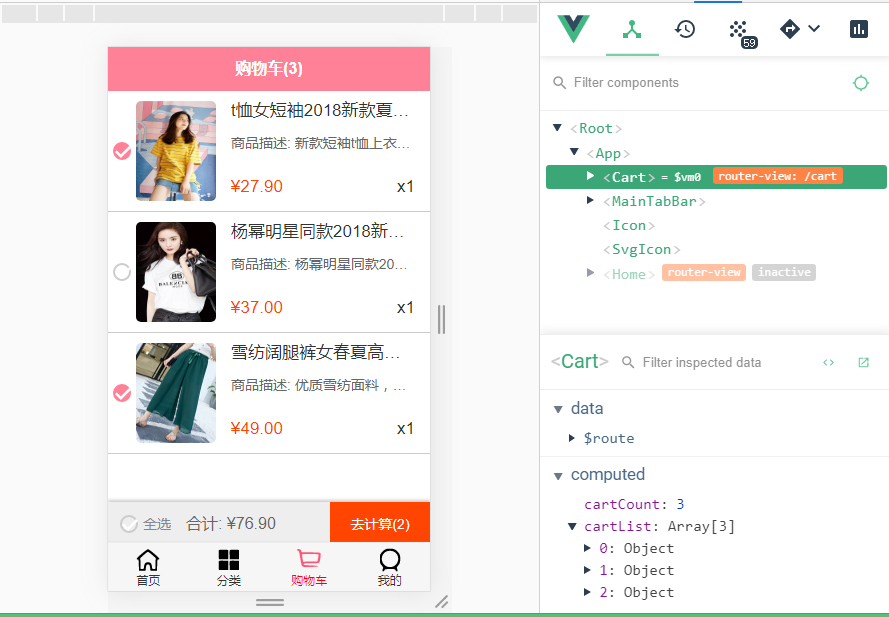 购物车(3)
t恤女短袖2018新款夏…
商品描述: 新款短袖t恤上衣…
¥27.90
x1
杨幂明星同款2018新…
商品描述: 杨幂明星同款20…
¥37.00
x1
雪纺阔腿裤女春夏高…
商品描述: 优质雪纺面料，…
¥49.00
x1
全选
合计: ¥76.90
去计算(2)
首页
分类
购物车
我的
59
Filter components
<Root>
<App>
<Cart> = $vm0 router-view: /cart
<MainTabBar>
<Icon>
<SvgIcon>
<Home> router-view inactive
<Cart>
Filter inspected data
data
$route
computed
cartCount: 3
cartList: Array[3]
0: Object
1: Object
2: Object